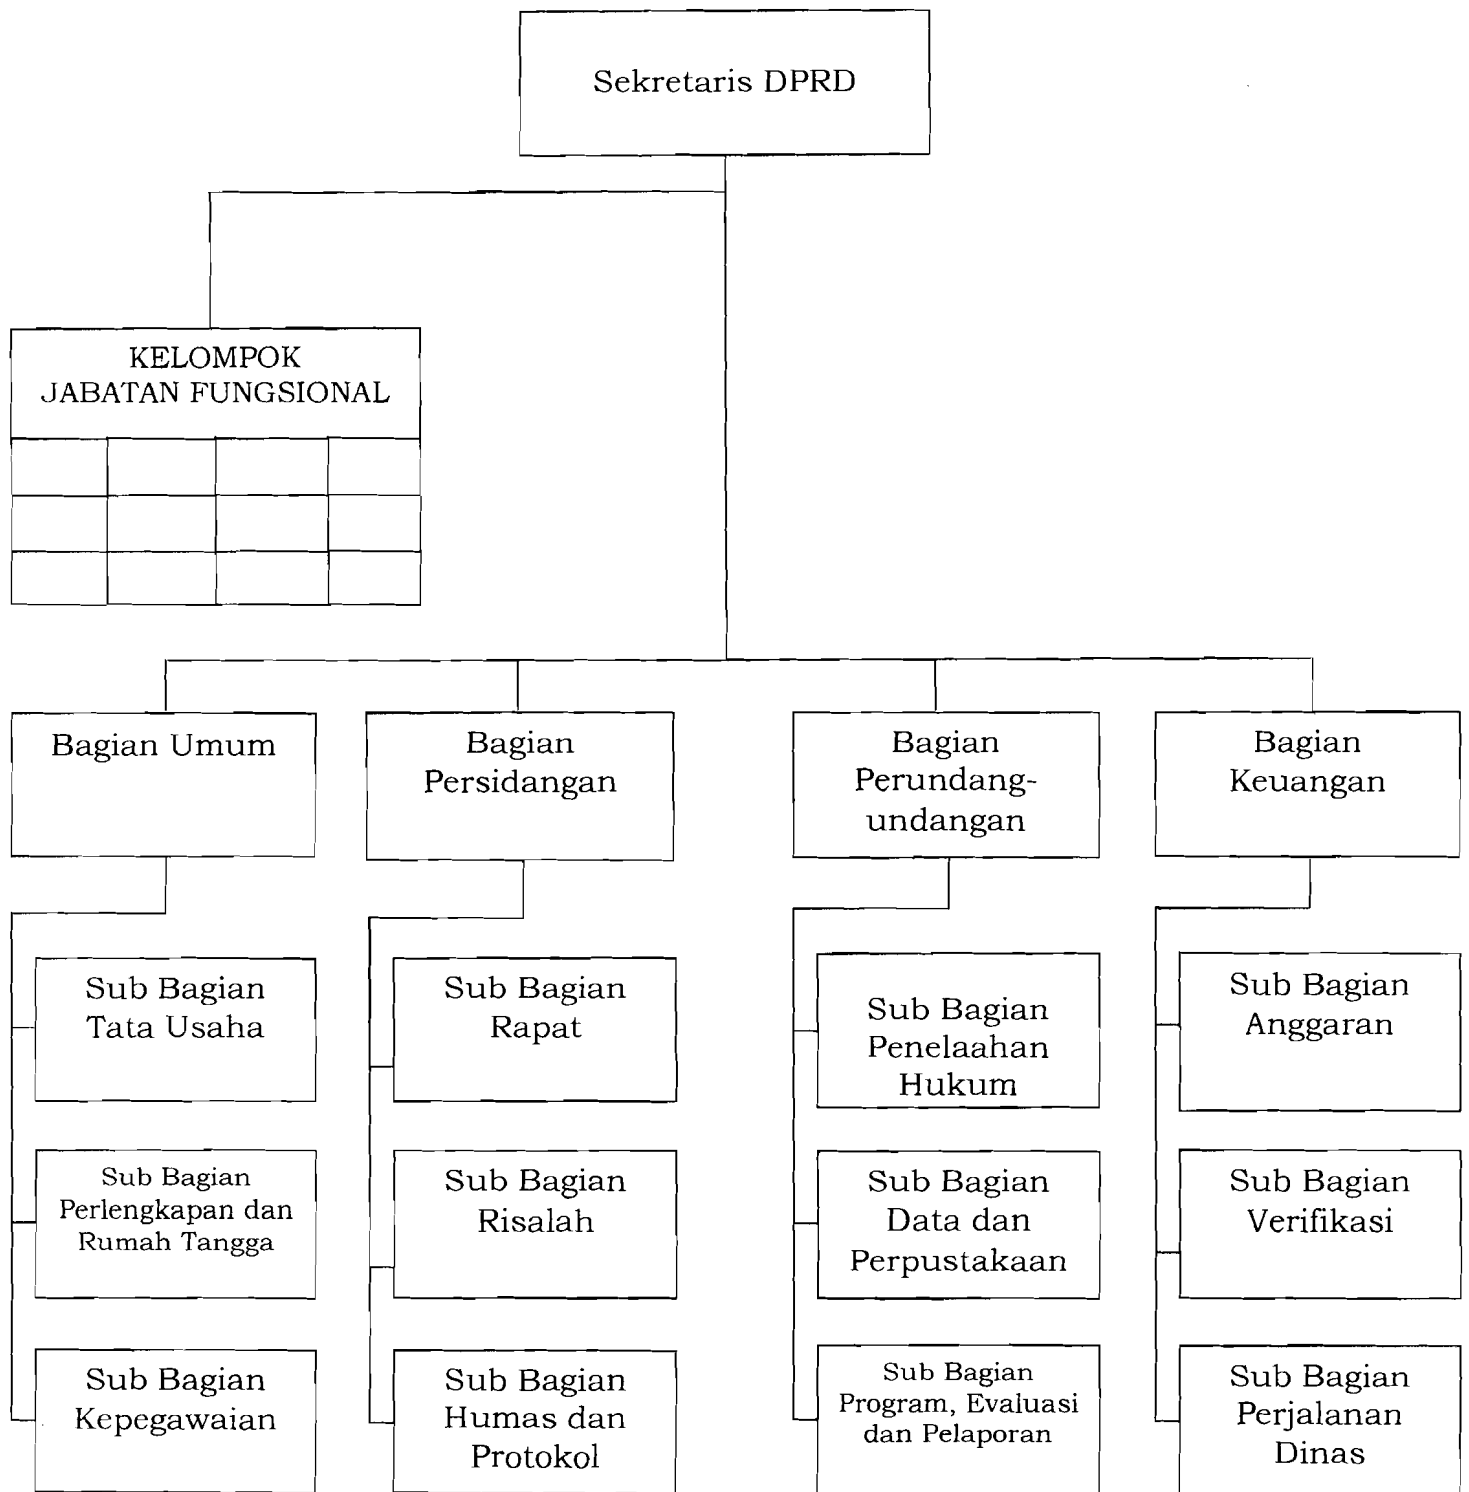 Sekretaris DPRD
KELOMPOK
JABATAN FUNGSIONAL
Bagian Umum
Bagian
Persidangan
Bagian
Perundang-
undangan
Bagian
Keuangan
Sub Bagian
Tata Usaha
Sub Bagian
Rapat
Sub Bagian
Penelaahan
Hukum
Sub Bagian
Anggaran
Sub Bagian
Perlengkapan dan
Rumah Tangga
Sub Bagian
Risalah
Sub Bagian
Data dan
Perpustakaan
Sub Bagian
Verifikasi
Sub Bagian
Kepegawaian
Sub Bagian
Humas dan
Protokol
Sub Bagian
Program, Evaluasi
dan Pelaporan
Sub Bagian
Perjalanan
Dinas